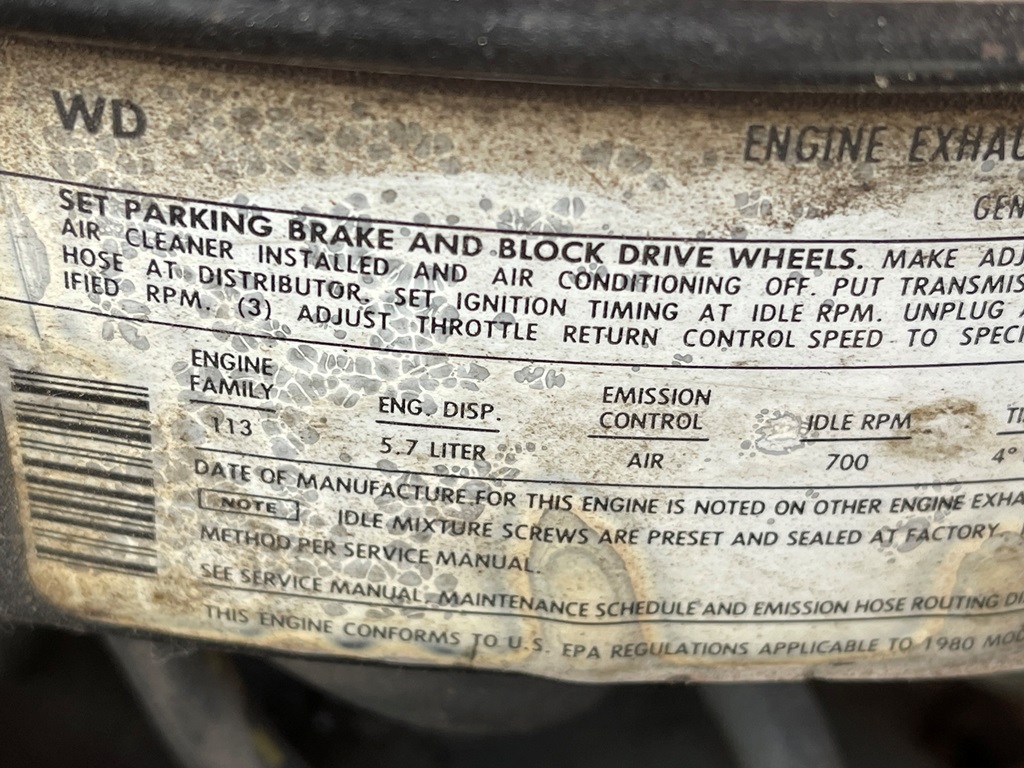 WD
ENGINE EXHAU
GEN
SET PARKING BRAKE AND BLOCK DRIVE WHEELS. MAKE ADJ
AIR CLEANER INSTALLED AND AIR CONDITIONING OFF. PUT TRANSMIS
HOSE AT DISTRIBUTOR. SET IGNITION TIMING AT IDLE RPM. UNPLUG
IFIED RPM. (3) ADJUST THROTTLE RETURN CONTROL SPEED TO SPECI
ENGINE FAMILY
113
ENG. DISP.
5.7 LITER
EMISSION CONTROL
AIR
IDLE RPM
700
TI
4°
DATE OF MANUFACTURE FOR THIS ENGINE IS NOTED ON OTHER ENGINE EXHA
NOTE IDLE MIXTURE SCREWS ARE PRESET AND SEALED AT FACTORY.
METHOD PER SERVICE MANUAL.
SEE SERVICE MANUAL, MAINTENANCE SCHEDULE AND EMISSION HOSE ROUTING DI
THIS ENGINE CONFORMS TO U.S. EPA REGULATIONS APPLICABLE TO 1980 MOD